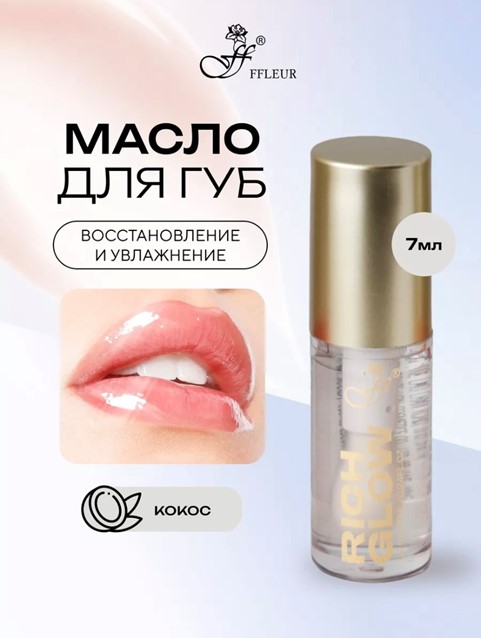 ®
FFLEUR
МАСЛО
ДЛЯ ГУБ
ВОССТАНОВЛЕНИЕ
И УВЛАЖНЕНИЕ
7мл
КОКОС
RICH
GLOW